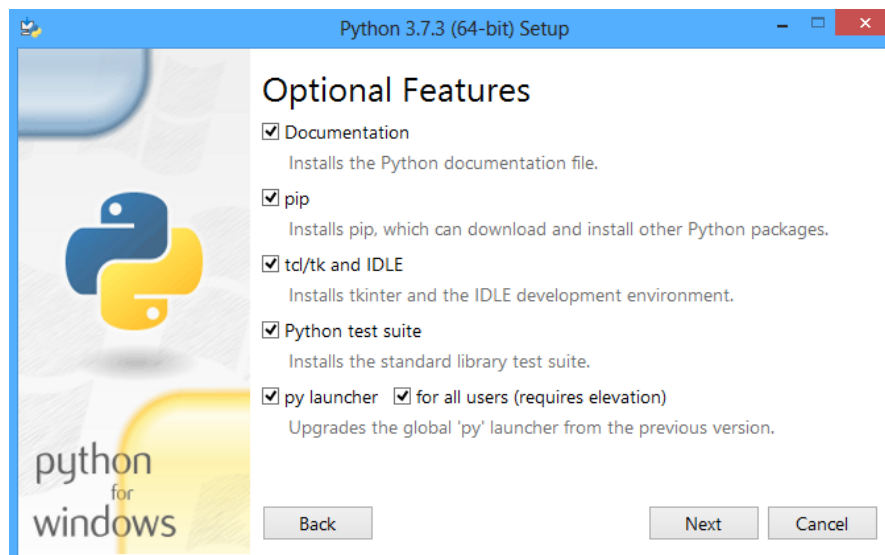 Python 3.7.3 (64-bit) Setup
Optional Features
Documentation
Installs the Python documentation file.
pip
Installs pip, which can download and install other Python packages.
tcl/tk and IDLE
Installs tkinter and the IDLE development environment.
Python test suite
Installs the standard library test suite.
py launcher for all users (requires elevation)
Upgrades the global 'py' launcher from the previous version.
python
for
windows
Back Next Cancel